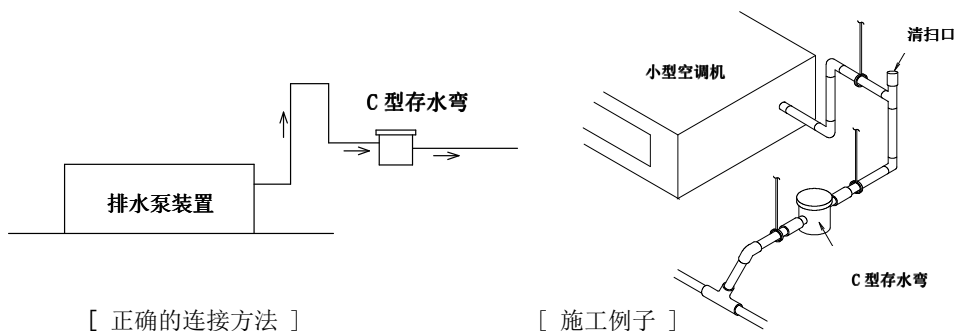 C 型存水弯
排水泵装置
[ 正确的连接方法 ]
清扫口
小型空调机
C 型存水弯
[ 施工例子 ]